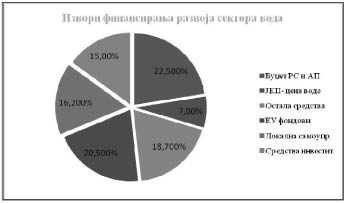 Извори финансирања развоја сектора вода
15,00%
22,500%
16,200%
7,00%
20,500%
18,700%
Буџет РС и АП
ЈКП- цена воде
Остала средства
ЕУ фондови
Локална самоупр.
Средства инвестит